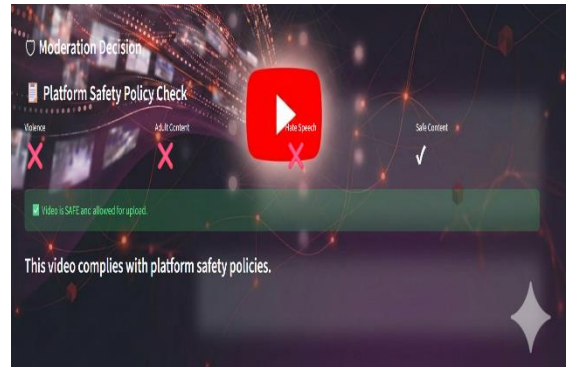 Moderation Decision
Platform Safety Policy Check
Violence Adult Content Hate Speech Safe Content
Video is SAFE and allowed for upload.
This video complies with platform safety policies.